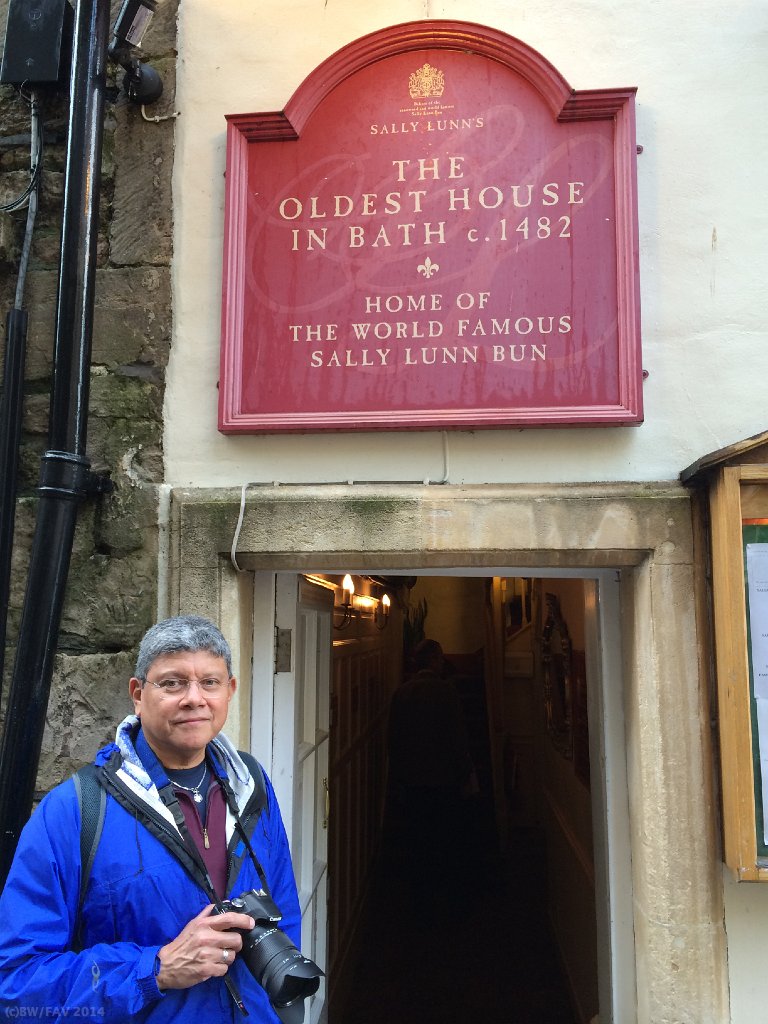 SALLY LUNN'S
THE
OLDEST HOUSE
IN BATH c.1482
HOME OF
THE WORLD FAMOUS
SALLY LUNN BUN
Canon
(c)BW/FAV 2014